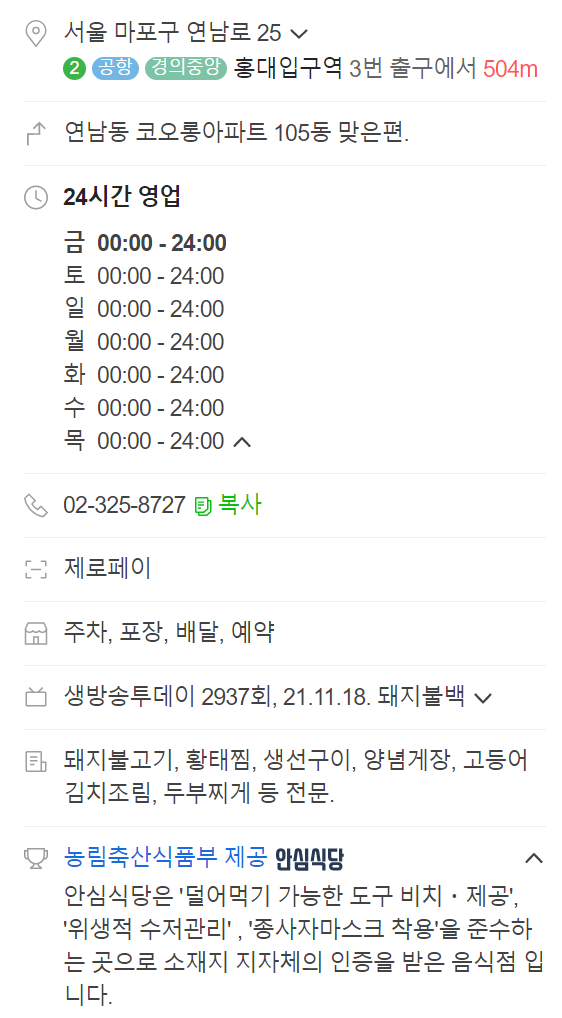 서울 마포구 연남로 25
2 공항 경의중앙 홍대입구역 3번 출구에서 504m
연남동 코오롱아파트 105동 맞은편.
24시간 영업
금 00:00 - 24:00
토 00:00 - 24:00
일 00:00 - 24:00
월 00:00 - 24:00
화 00:00 - 24:00
수 00:00 - 24:00
목 00:00 - 24:00
02-325-8727 복사
제로페이
주차, 포장, 배달, 예약
생방송투데이 2937회, 21.11.18. 돼지불백
돼지불고기, 황태찜, 생선구이, 양념게장, 고등어
김치조림, 두부찌게 등 전문.
농림축산식품부 제공 안심식당
안심식당은 '덜어먹기 가능한 도구 비치・제공',
'위생적 수저관리' , '종사자마스크 착용'을 준수하
는 곳으로 소재지 지자체의 인증을 받은 음식점 입
니다.